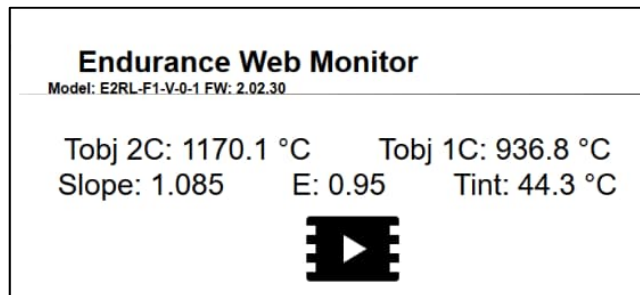 Endurance Web Monitor
Model: E2RL-F1-V-0-1 FW: 2.02.30
Tobj 2C: 1170.1 °C Tobj 1C: 936.8 °C
Slope: 1.085 E: 0.95 Tint: 44.3 °C